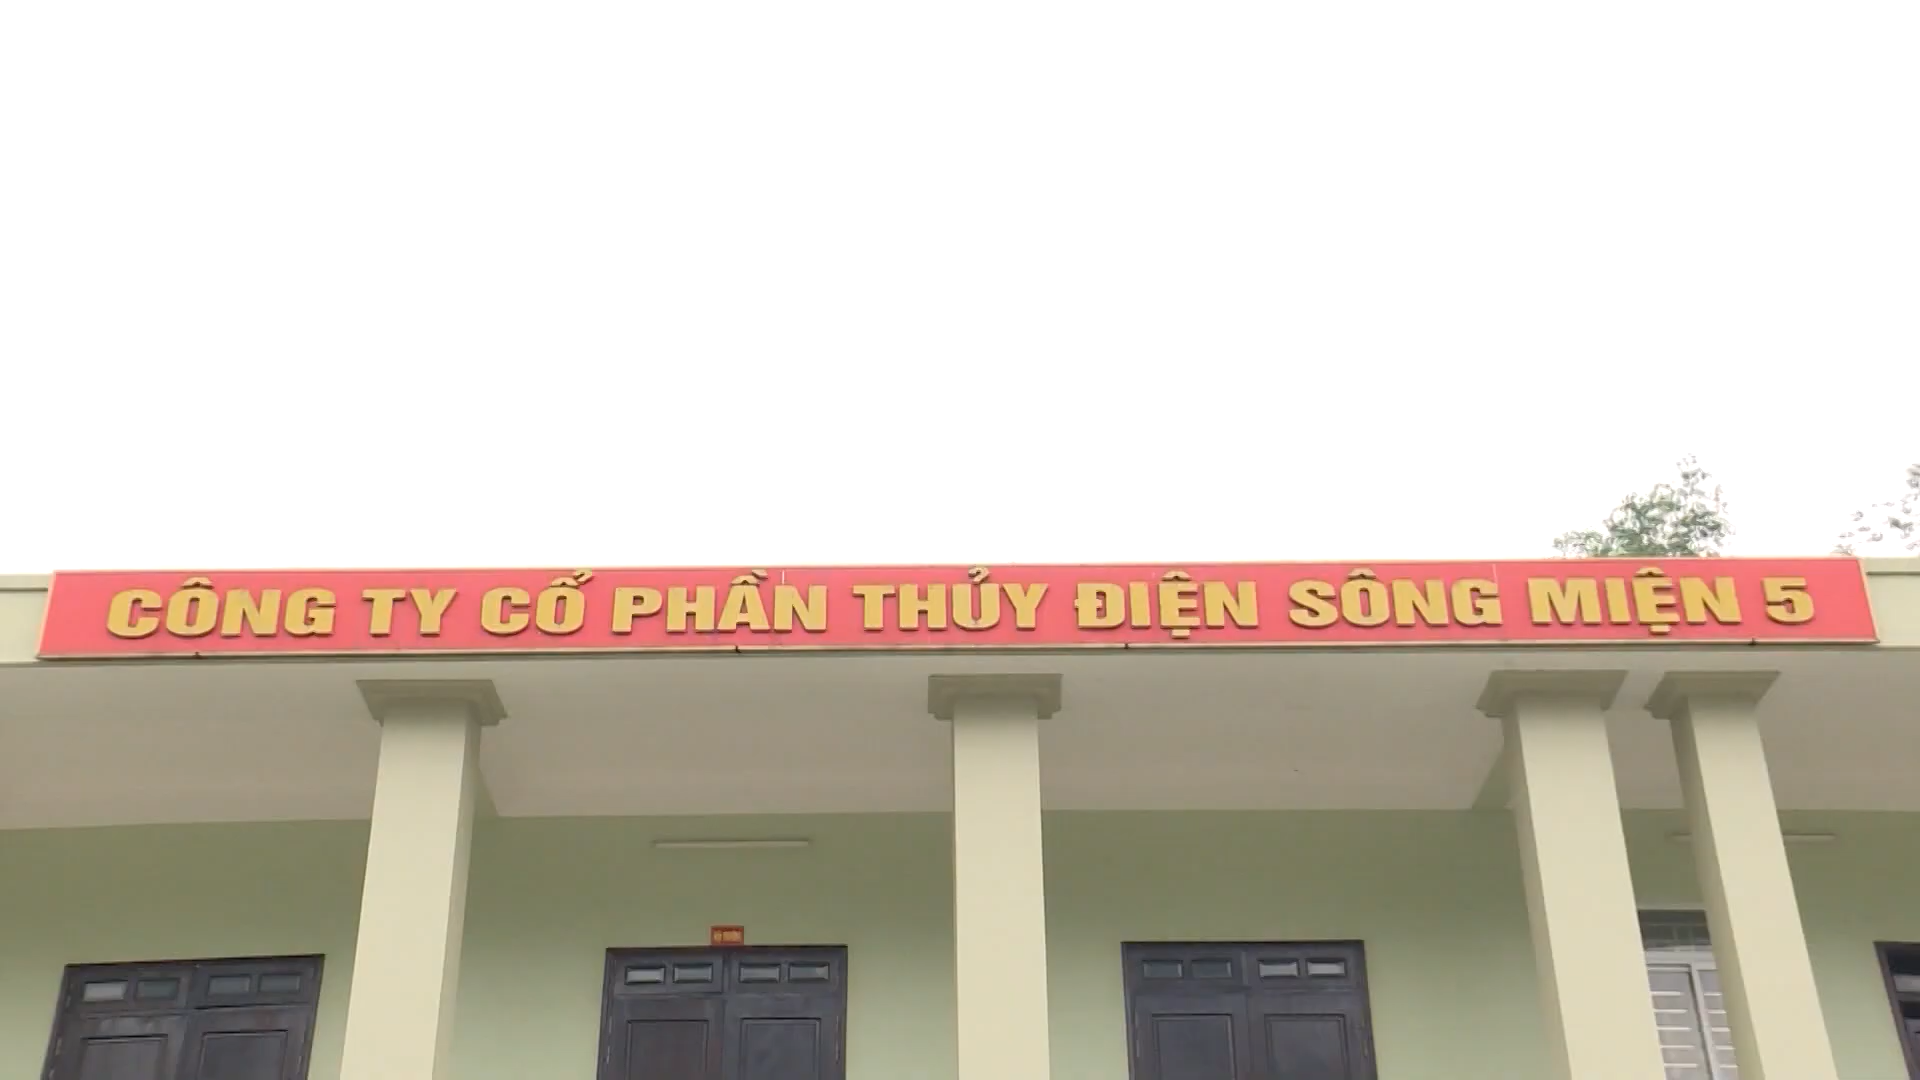 CÔNG TY CỔ PHẦN THỦY ĐIỆN SÔNG MIỆN 5